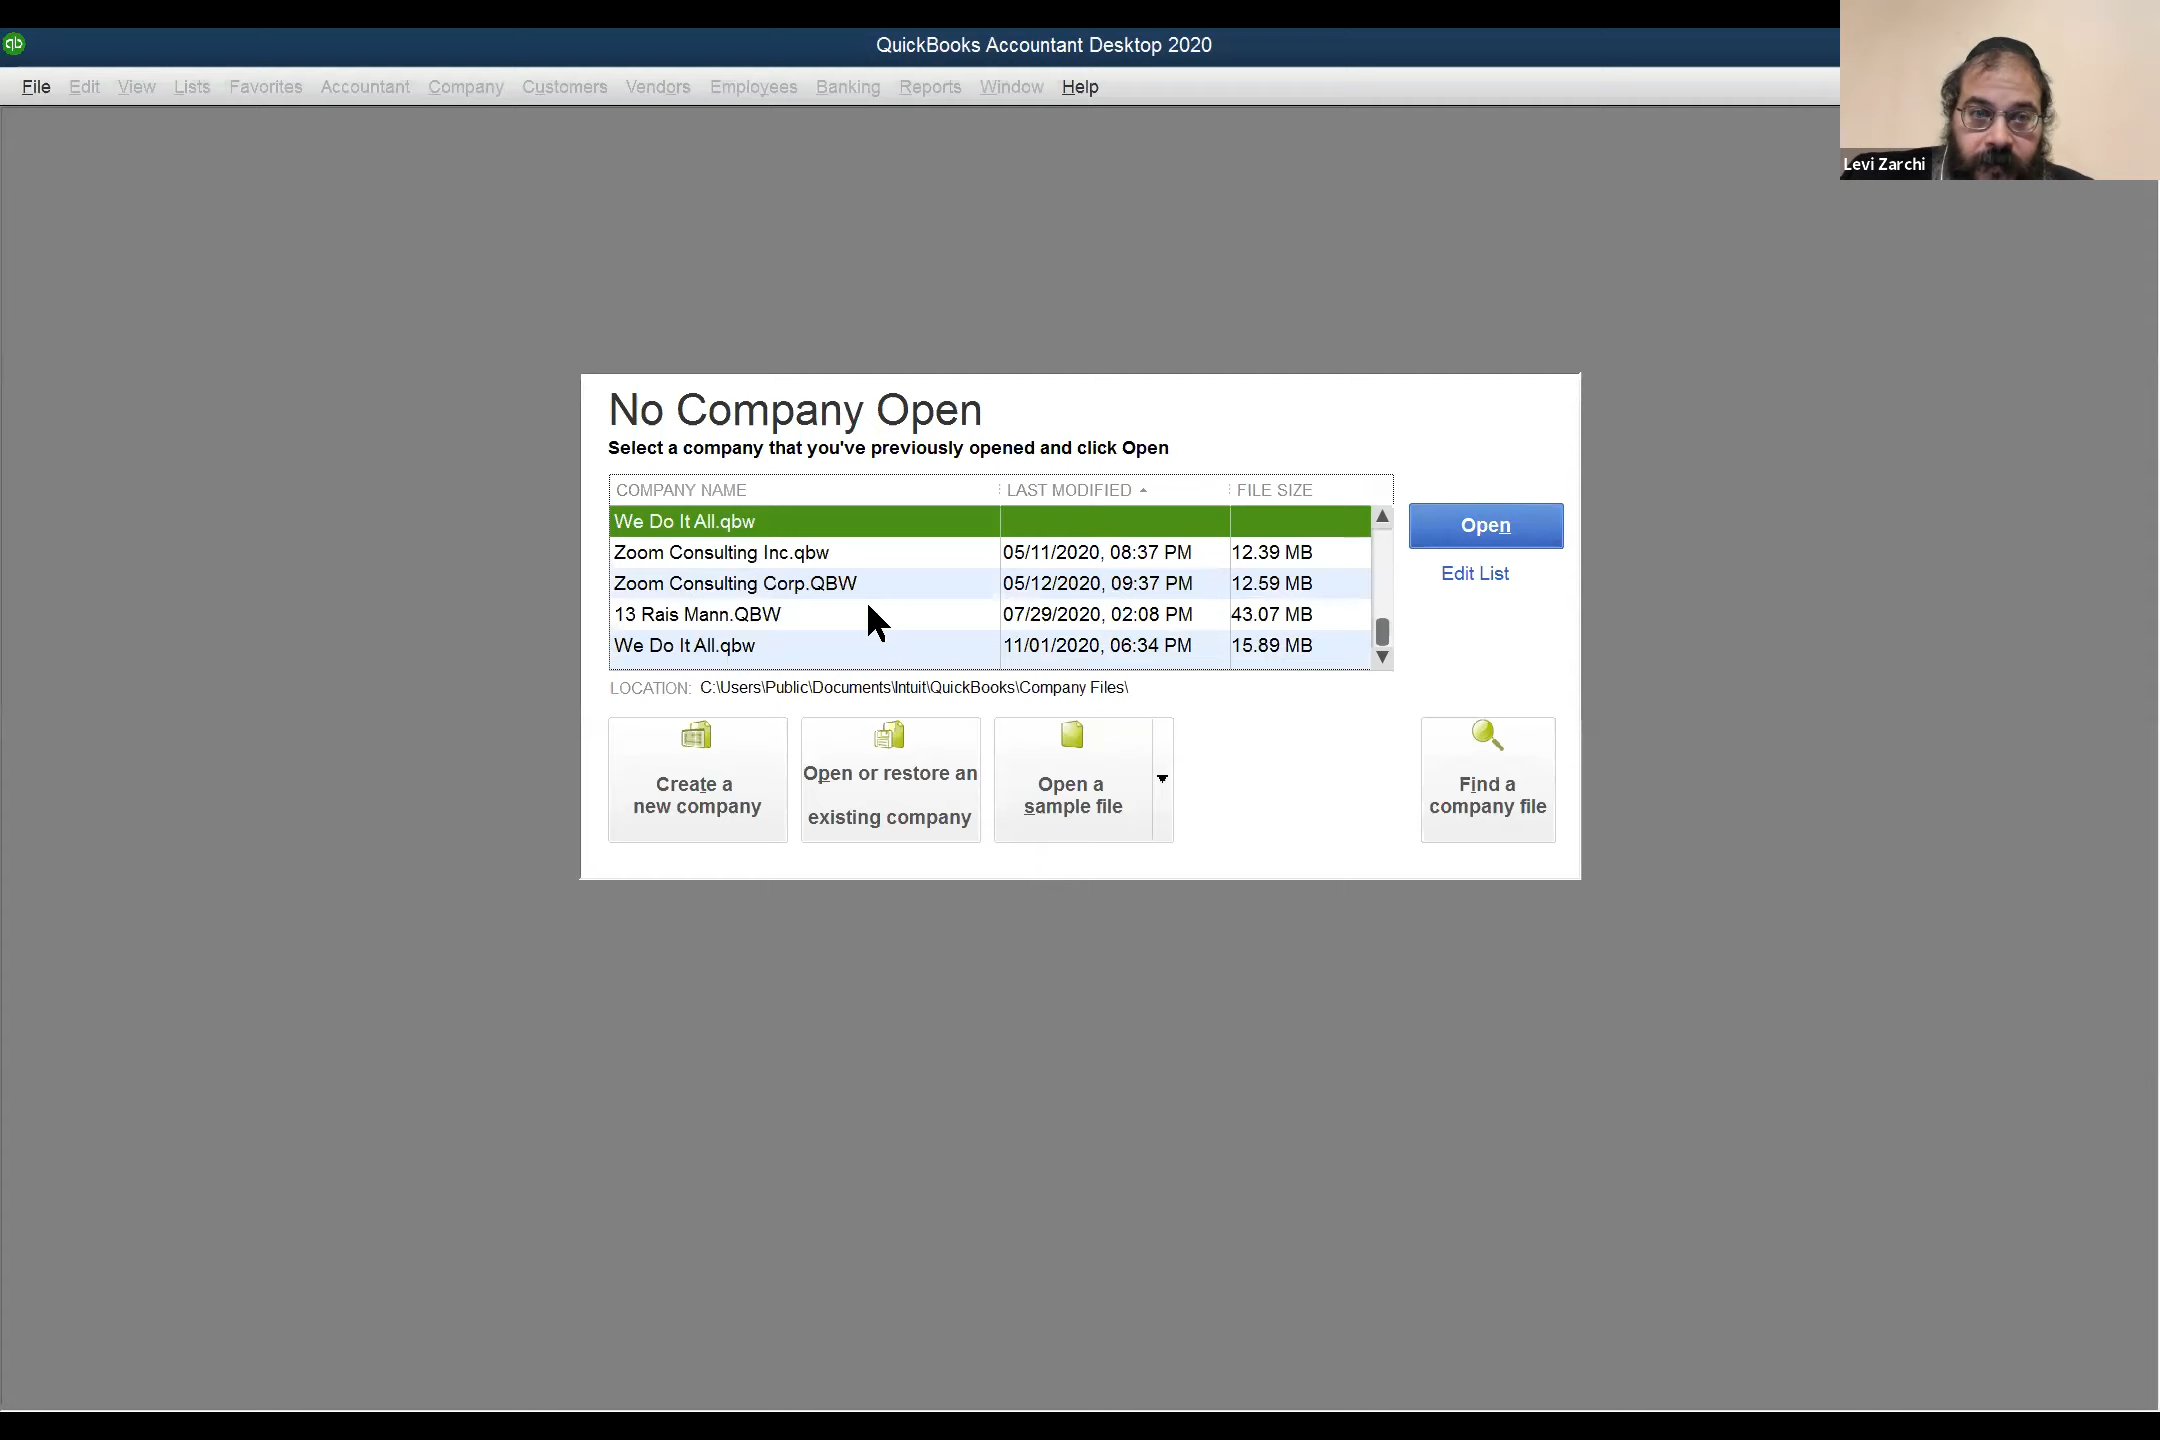 qb
QuickBooks Accountant Desktop 2020
File Edit View Lists Favorites Accountant Company Customers Vendors Employees Banking Reports Window Help
Levi Zarchi
No Company Open
Select a company that you've previously opened and click Open
COMPANY NAME LAST MODIFIED FILE SIZE
We Do It All.qbw
Zoom Consulting Inc.qbw 05/11/2020, 08:37 PM 12.39 MB
Zoom Consulting Corp.QBW 05/12/2020, 09:37 PM 12.59 MB
13 Rais Mann.QBW 07/29/2020, 02:08 PM 43.07 MB
We Do It All.qbw 11/01/2020, 06:34 PM 15.89 MB
Open
Edit List
LOCATION: C:\Users\Public\Documents\Intuit\QuickBooks\Company Files\
Create a
new company
Open or restore an
existing company
Open a
sample file
Find a
company file